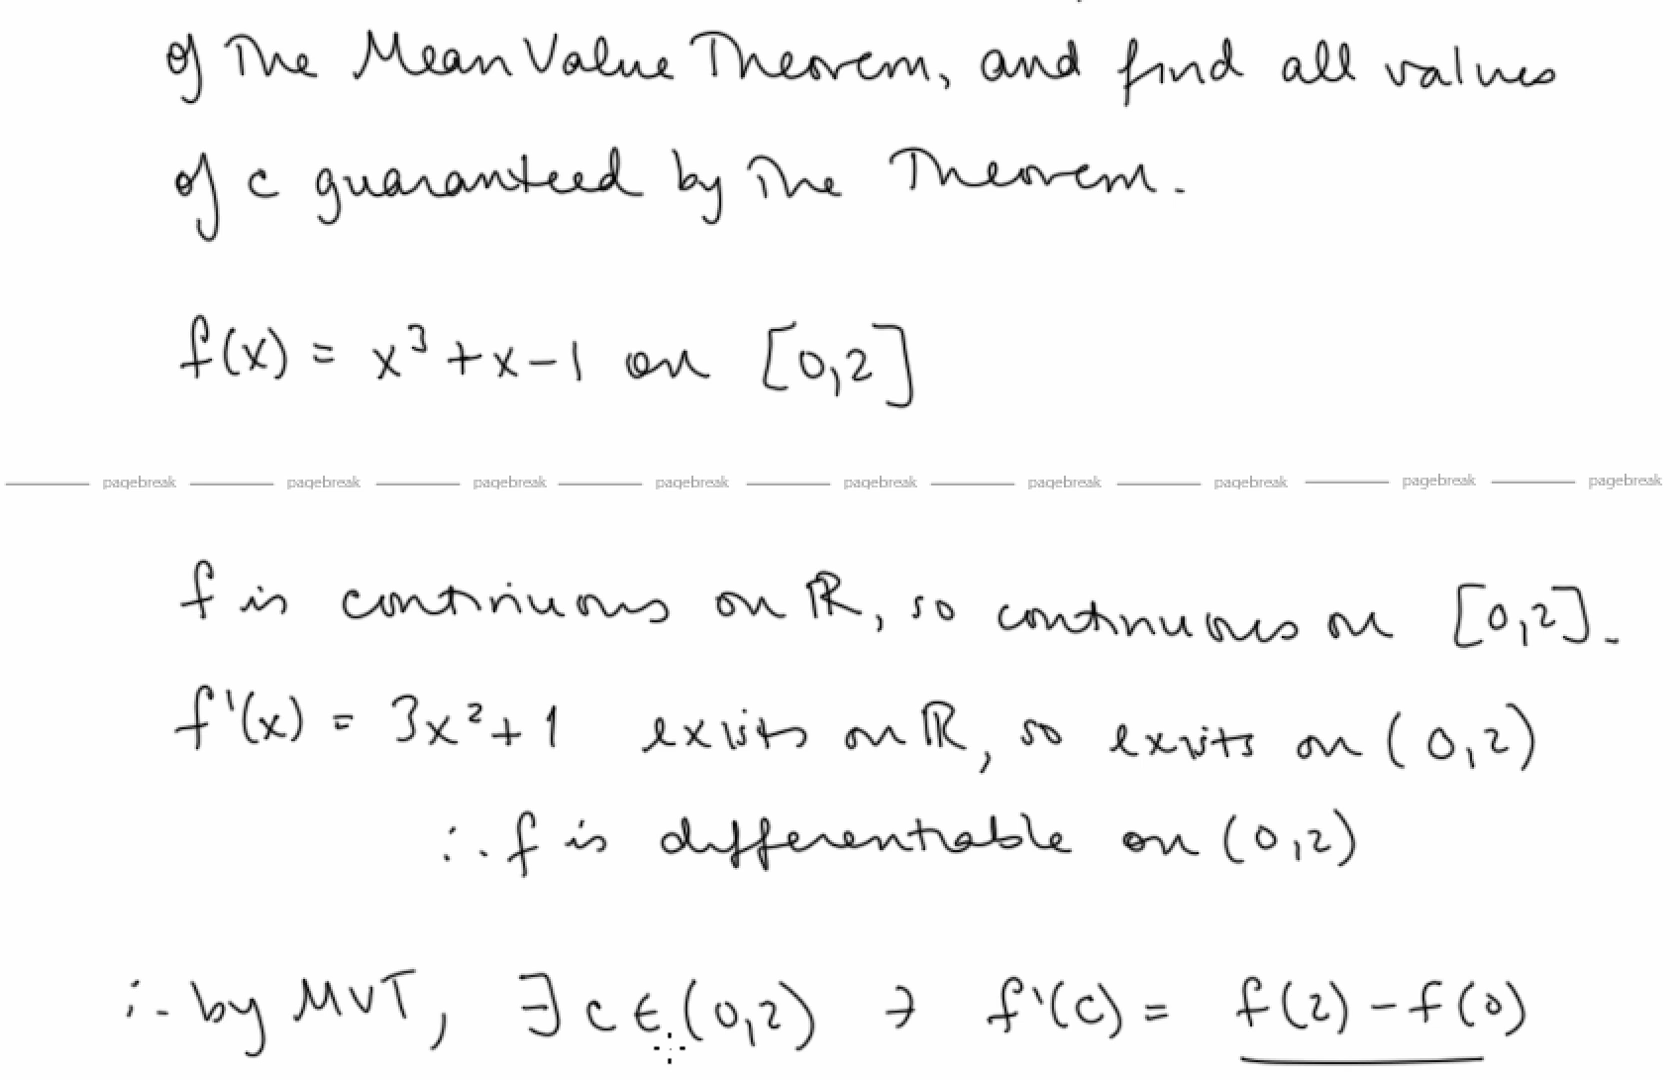 of The Mean Value Theorem, and find all values
of c guaranteed by The Theorem.
f(x) = x³+x-1 on [0,2]
pagebreak pagebreak pagebreak pagebreak pagebreak pagebreak pagebreak pagebreak pagebreak
f is continuous on ℝ, so continuous on [0,2].
f'(x) = 3x²+1 exists on ℝ, so exists on (0,2)
∴ f is differentiable on (0,2)
∴ by MVT, ∃ c ∈ (0,2) ∋ f'(c) = f(2)-f(0)